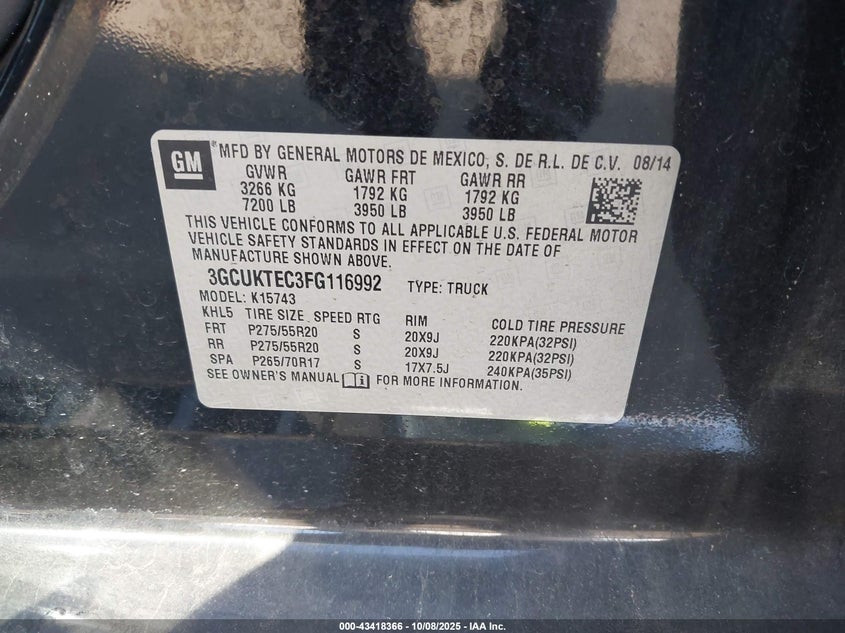 GM
MFD BY GENERAL MOTORS DE MEXICO, S. DE R.L. DE C.V. 08/14
GVWR GAWR FRT GAWR RR
3266 KG 1792 KG 1792 KG
7200 LB 3950 LB 3950 LB
THIS VEHICLE CONFORMS TO ALL APPLICABLE U.S. FEDERAL MOTOR
VEHICLE SAFETY STANDARDS IN EFFECT ON THE DATE OF
MANUFACTURE SHOWN ABOVE.
3GCUKTEC3FG116992 TYPE: TRUCK
MODEL: K15743
KHL5 TIRE SIZE SPEED RTG RIM COLD TIRE PRESSURE
FRT P275/55R20 S 20X9J 220KPA(32PSI)
RR P275/55R20 S 20X9J 220KPA(32PSI)
SPA P265/70R17 S 17X7.5J 240KPA(35PSI)
SEE OWNER'S MANUAL FOR MORE INFORMATION.
000-43418366 - 10/08/2025 - IAA Inc.